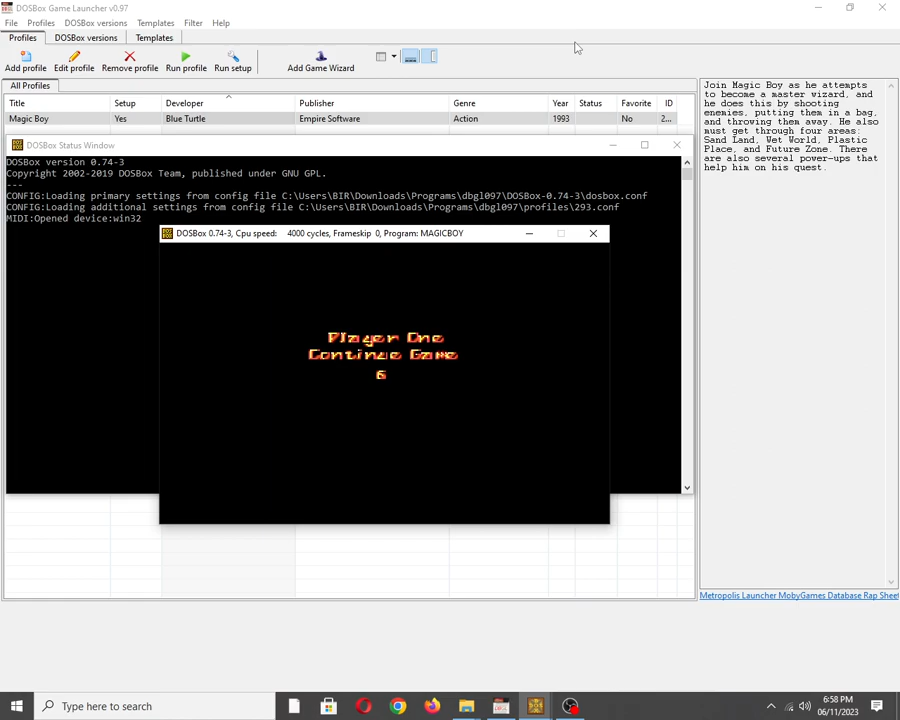 DOSBox Game Launcher v0.97
File Profiles DOSBox versions Templates Filter Help
Profiles DOSBox versions Templates
Add profile Edit profile Remove profile Run profile Run setup Add Game Wizard
All Profiles
Title Setup Developer Publisher Genre Year Status Favorite ID
Magic Boy Yes Blue Turtle Empire Software Action 1993 No 2...
Join Magic Boy as he attempts
to become a master wizard, and
he does this by shooting
enemies, putting them in a bag,
and throwing them away. He also
must get through four areas:
Sand Land, Wet World, Plastic
Place, and Future Zone. There
are also several power-ups that
help him on his quest.
DOSBox Status Window
DOSBox version 0.74-3
Copyright 2002-2019 DOSBox Team, published under GNU GPL.
---
CONFIG:Loading primary settings from config file C:\Users\BIR\Downloads\Programs\dbgl097\DOSBox-0.74-3\dosbox.conf
CONFIG:Loading additional settings from config file C:\Users\BIR\Downloads\Programs\dbgl097\profiles\293.conf
MIDI:Opened device:win32
DOSBox 0.74-3, Cpu speed: 4000 cycles, Frameskip 0, Program: MAGICBOY
Player One
Continue Game
6
Metropolis Launcher MobyGames Database Rap Sheet
Type here to search
6:58 PM
06/11/2023